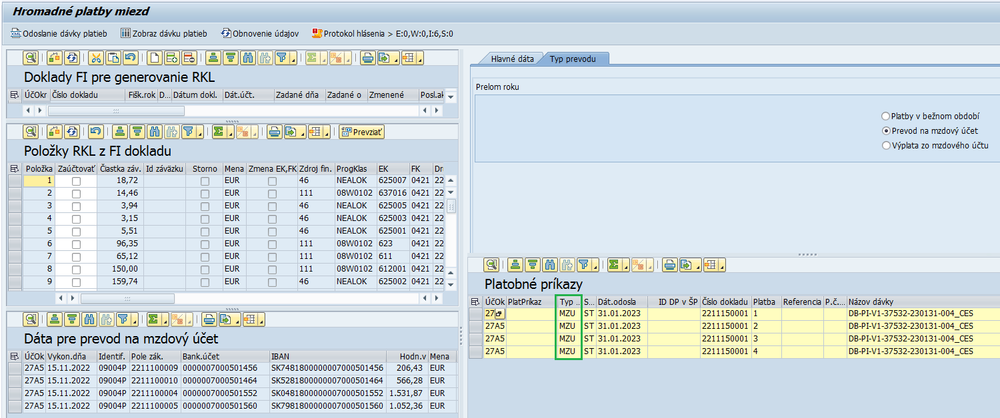 Hromadné platby miezd
Odoslanie dávky platieb Zobraz dávku platieb Obnovenie údajov Protokol hlásenia > E:0,W:0,I:6,S:0
Doklady FI pre generovanie RKL
ÚčOkr Číslo dokladu Fišk.rok D... Dátum dokl. Dát.účt. Zadané dňa Zadané o Zmenené Posl.ak
Prevziať
Položky RKL z FI dokladu
Položka Zaúčtovať Čiastka záv. Id záväzku Storno Mena Zmena EK,FK Zdroj fin. ProgKlas EK FK Dru
1 18,72 EUR 46 NEALOK 625007 0421 22
2 14,46 EUR 111 08W0102 637016 0421 22
3 3,94 EUR 46 NEALOK 625005 0421 22
4 3,15 EUR 46 NEALOK 625003 0421 22
5 5,51 EUR 46 NEALOK 625001 0421 22
6 96,35 EUR 111 08W0102 623 0421 22
7 65,12 EUR 111 08W0102 611 0421 22
8 150,00 EUR 111 08W0102 612001 0421 22
9 159,74 EUR 46 NEALOK 625002 0421 22
Dáta pre prevod na mzdový účet
ÚčOk Vykon.dňa Identif. Pole zák. Bank.účet IBAN Hodn.v Mena
27A5 15.11.2022 09004P 2211100009 0000007000501456 SK7481800000007000501456 206,43 EUR
27A5 15.11.2022 09004P 2211100010 0000007000501464 SK5281800000007000501464 566,28 EUR
27A5 15.11.2022 09004P 2211100004 0000007000501552 SK0481800000007000501552 1.531,87 EUR
27A5 15.11.2022 09004P 2211100005 0000007000501560 SK7981800000007000501560 1.052,36 EUR
Hlavné dáta Typ prevodu
Prelom roku
Platby v bežnom období
Prevod na mzdový účet
Výplata zo mzdového účtu
Platobné príkazy
ÚčOk PlatPríkaz Typ ... S... Dát.odosla ID DP v ŠP Číslo dokladu Platba Referencia P.č.... Názov dávky
27 MZU ST 31.01.2023 2211150001 1 DB-PI-V1-37532-230131-004_CES
27A5 MZU ST 31.01.2023 2211150001 2 DB-PI-V1-37532-230131-004_CES
27A5 MZU ST 31.01.2023 2211150001 3 DB-PI-V1-37532-230131-004_CES
27A5 MZU ST 31.01.2023 2211150001 4 DB-PI-V1-37532-230131-004_CES